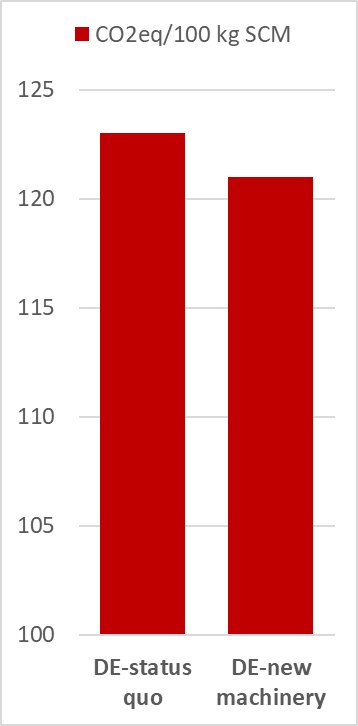 CO2eq/100 kg SCM
125
120
115
110
105
100
DE-status
quo
DE-new
machinery